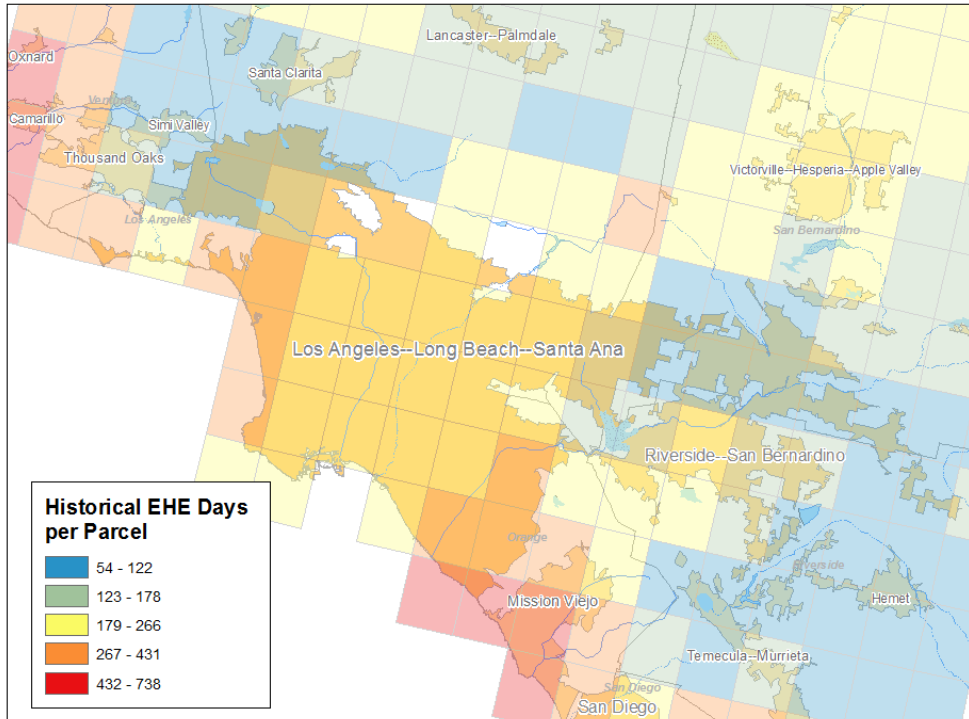 Lancaster--Palmdale
Oxnard
Santa Clarita
Ventura
Camarillo
Simi Valley
Thousand Oaks
Victorville--Hesperia--Apple Valley
Los Angeles
San Bernardino
Los Angeles--Long Beach--Santa Ana
Riverside--San Bernardino
Orange
Riverside
Mission Viejo
Hemet
Temecula--Murrieta
San Diego
San Diego
Historical EHE Days
per Parcel
54 - 122
123 - 178
179 - 266
267 - 431
432 - 738